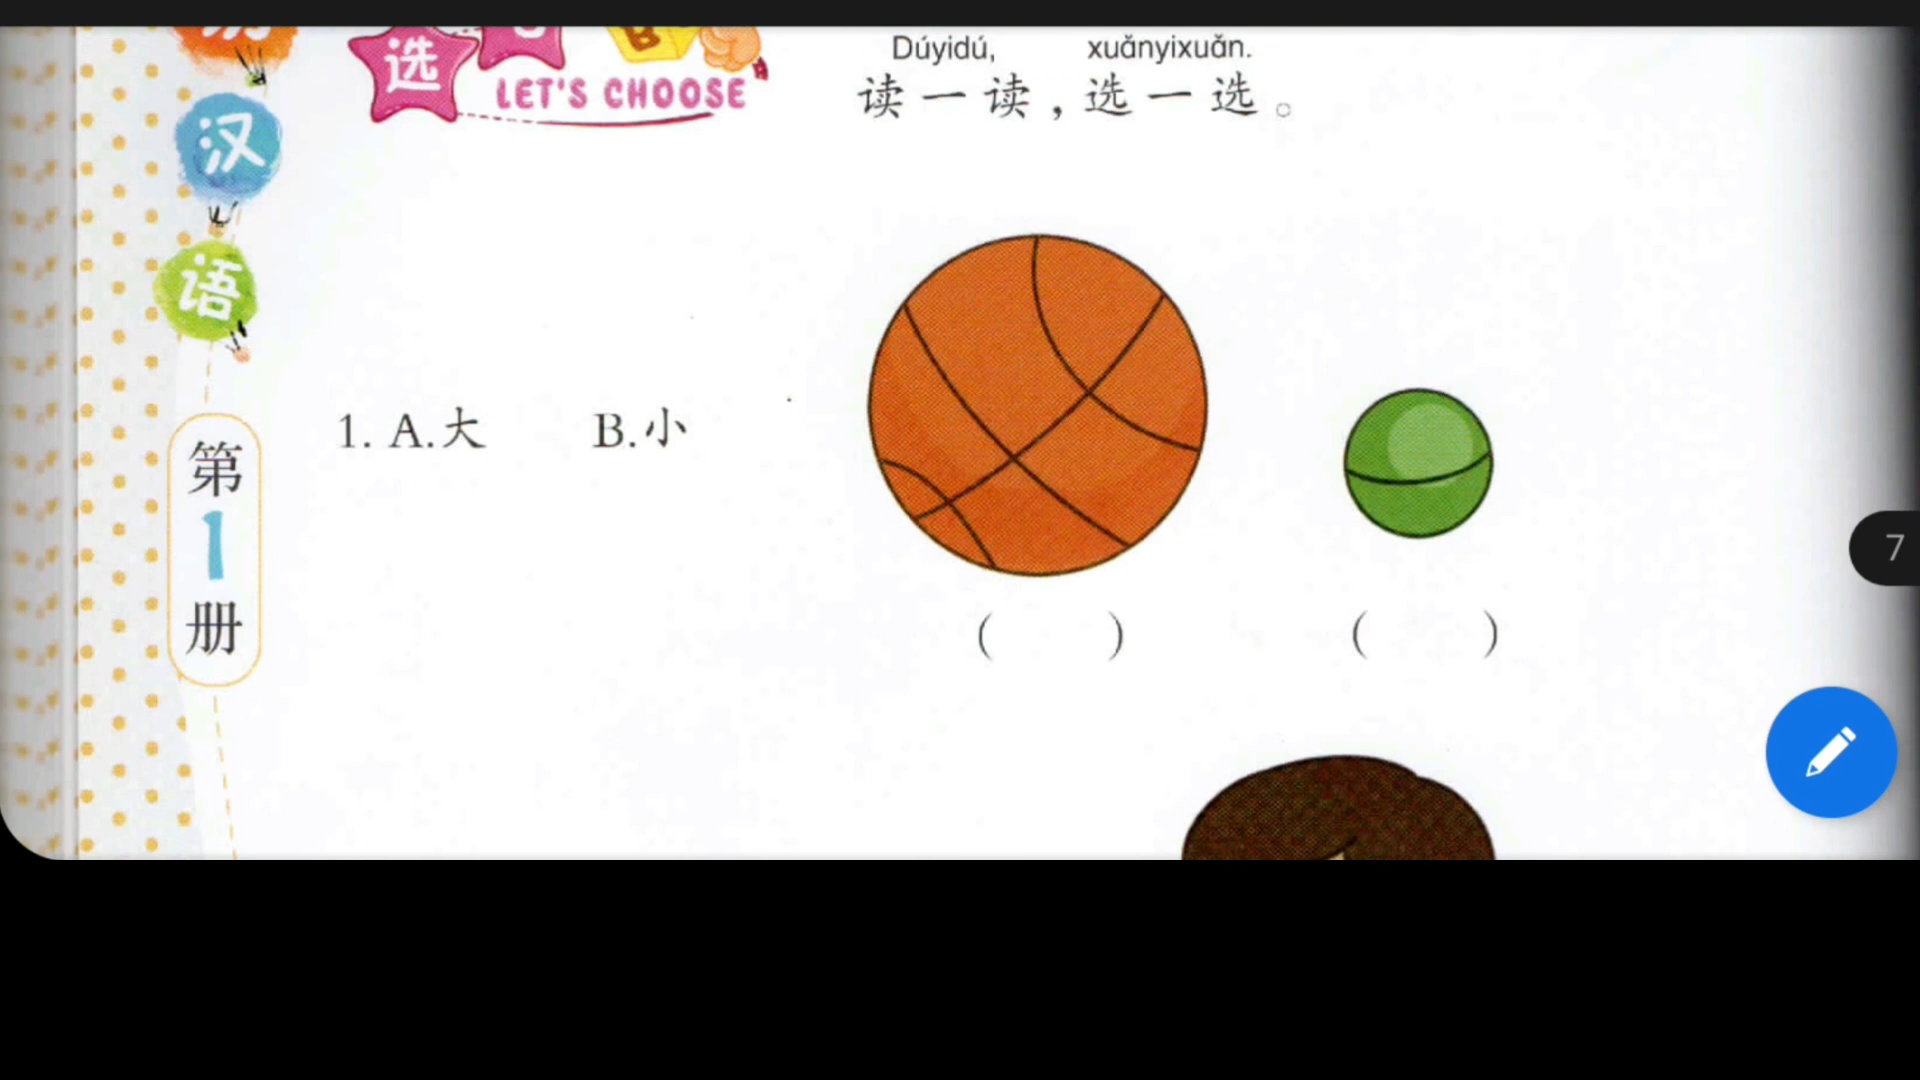 选
LET'S CHOOSE
B
Dúyidú, xuǎnyixuǎn.
读一读,选一选。
汉
语
第
1
册
1. A.大 B.小
( ) ( )
7